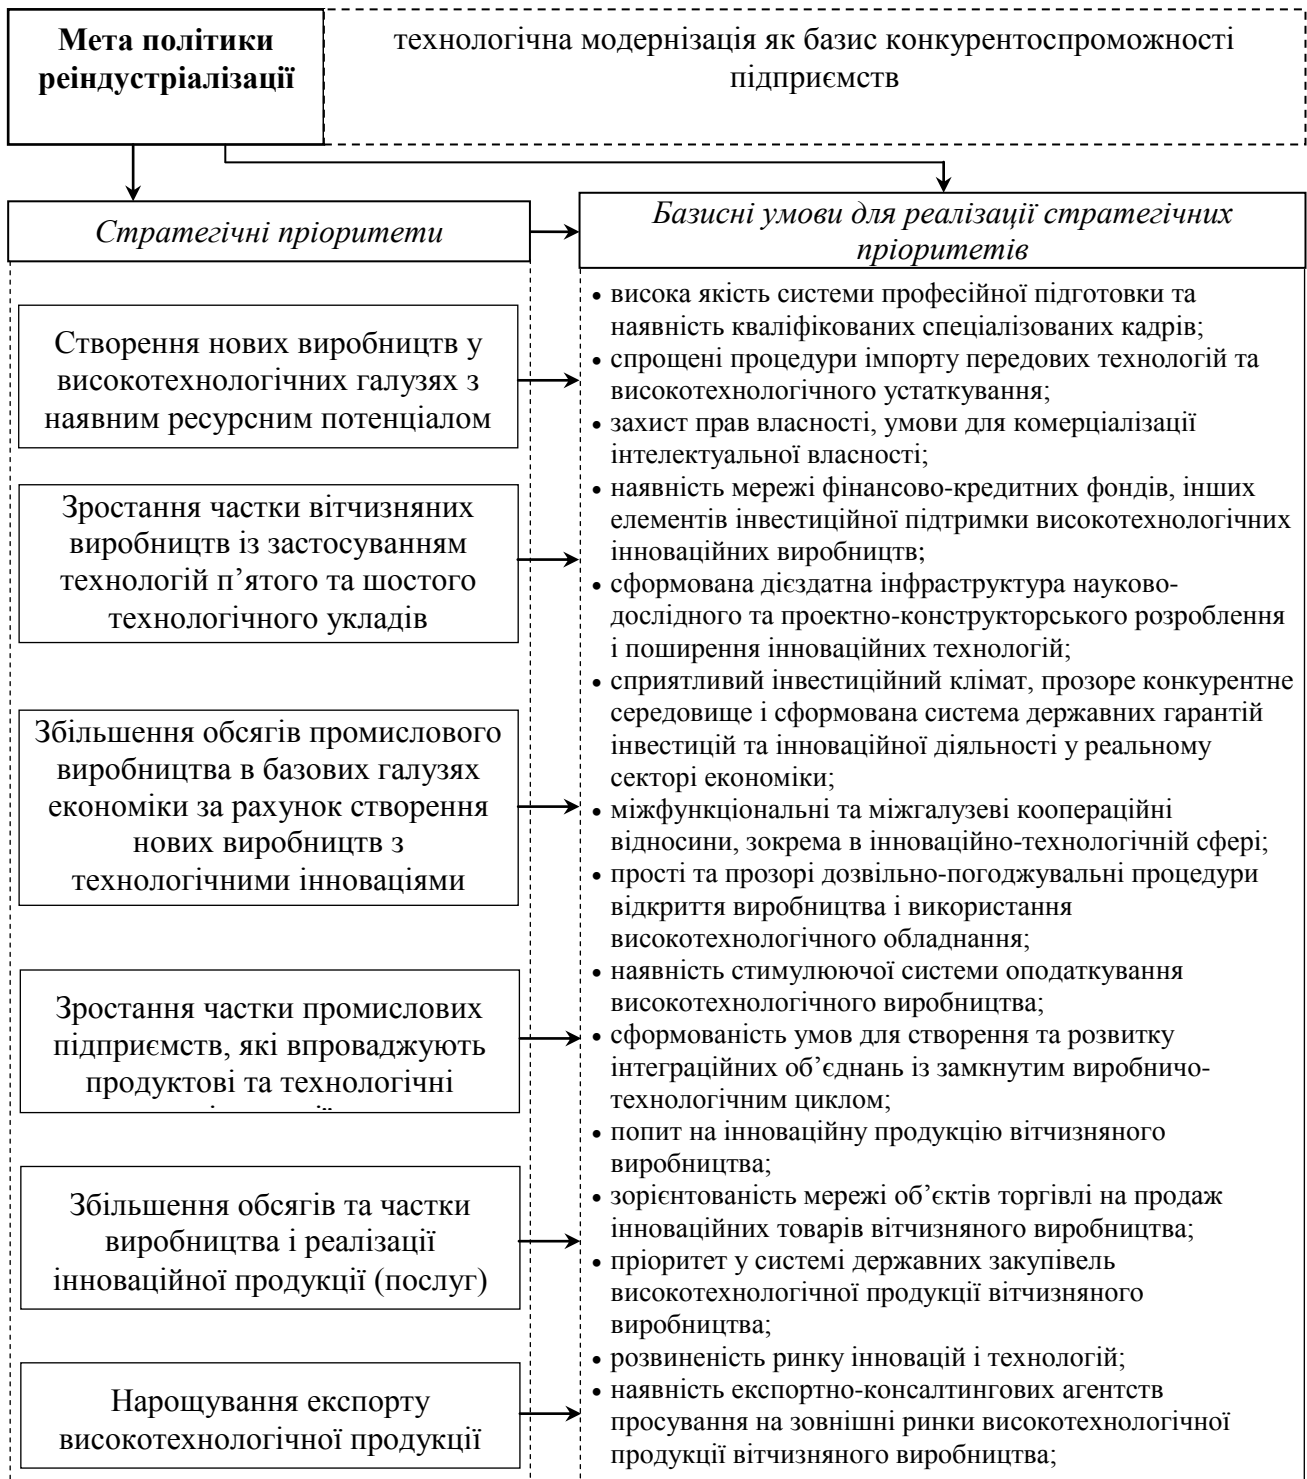 Мета політики
реіндустріалізації
технологічна модернізація як базис конкурентоспроможності
підприємств
Стратегічні пріоритети
Базисні умови для реалізації стратегічних
пріоритетів
Створення нових виробництв у
високотехнологічних галузях з
наявним ресурсним потенціалом
Зростання частки вітчизняних
виробництв із застосуванням
технологій п’ятого та шостого
технологічного укладів
Збільшення обсягів промислового
виробництва в базових галузях
економіки за рахунок створення
нових виробництв з
технологічними інноваціями
Зростання частки промислових
підприємств, які впроваджують
продуктові та технологічні
Збільшення обсягів та частки
виробництва і реалізації
інноваційної продукції (послуг)
Нарощування експорту
високотехнологічної продукції
• висока якість системи професійної підготовки та
наявність кваліфікованих спеціалізованих кадрів;
• спрощені процедури імпорту передових технологій та
високотехнологічного устаткування;
• захист прав власності, умови для комерціалізації
інтелектуальної власності;
• наявність мережі фінансово-кредитних фондів, інших
елементів інвестиційної підтримки високотехнологічних
інноваційних виробництв;
• сформована дієздатна інфраструктура науково-
дослідного та проектно-конструкторського розроблення
і поширення інноваційних технологій;
• сприятливий інвестиційний клімат, прозоре конкурентне
середовище і сформована система державних гарантій
інвестицій та інноваційної діяльності у реальному
секторі економіки;
• міжфункціональні та міжгалузеві коопераційні
відносини, зокрема в інноваційно-технологічній сфері;
• прості та прозорі дозвільно-погоджувальні процедури
відкриття виробництва і використання
високотехнологічного обладнання;
• наявність стимулюючої системи оподаткування
високотехнологічного виробництва;
• сформованість умов для створення та розвитку
інтеграційних об’єднань із замкнутим виробничо-
технологічним циклом;
• попит на інноваційну продукцію вітчизняного
виробництва;
• зорієнтованість мережі об’єктів торгівлі на продаж
інноваційних товарів вітчизняного виробництва;
• пріоритет у системі державних закупівель
високотехнологічної продукції вітчизняного
виробництва;
• розвиненість ринку інновацій і технологій;
• наявність експортно-консалтингових агентств
просування на зовнішні ринки високотехнологічної
продукції вітчизняного виробництва;